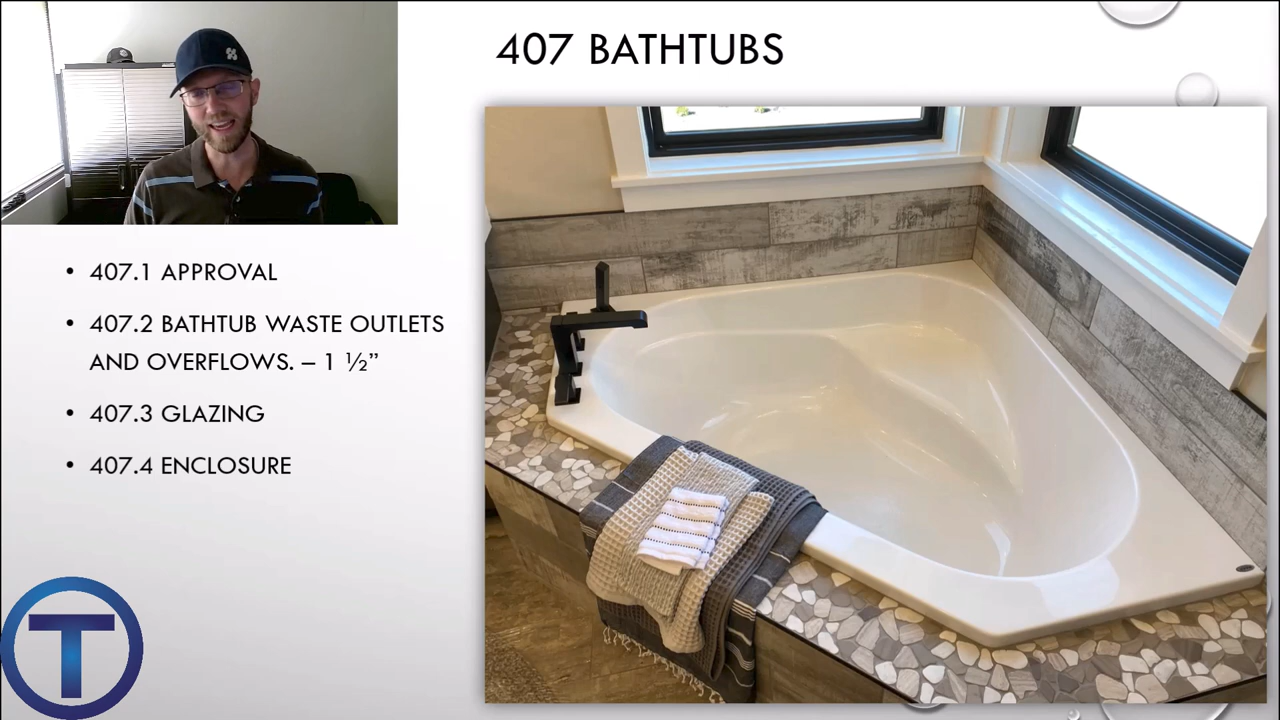 407 BATHTUBS
• 407.1 APPROVAL
• 407.2 BATHTUB WASTE OUTLETS
AND OVERFLOWS. – 1 ½”
• 407.3 GLAZING
• 407.4 ENCLOSURE
T